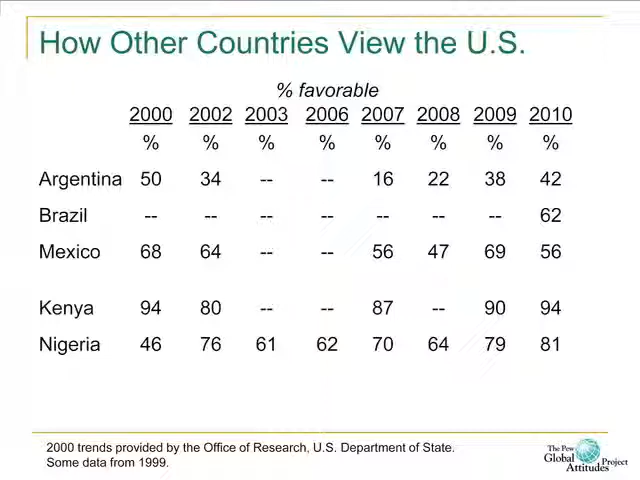 How Other Countries View the U.S.
% favorable
2000 2002 2003 2006 2007 2008 2009 2010
% % % % % % % %
Argentina 50 34 -- -- 16 22 38 42
Brazil -- -- -- -- -- -- -- 62
Mexico 68 64 -- -- 56 47 69 56
Kenya 94 80 -- -- 87 -- 90 94
Nigeria 46 76 61 62 70 64 79 81
2000 trends provided by the Office of Research, U.S. Department of State.
Some data from 1999.
The Pew
Global
Attitudes Project